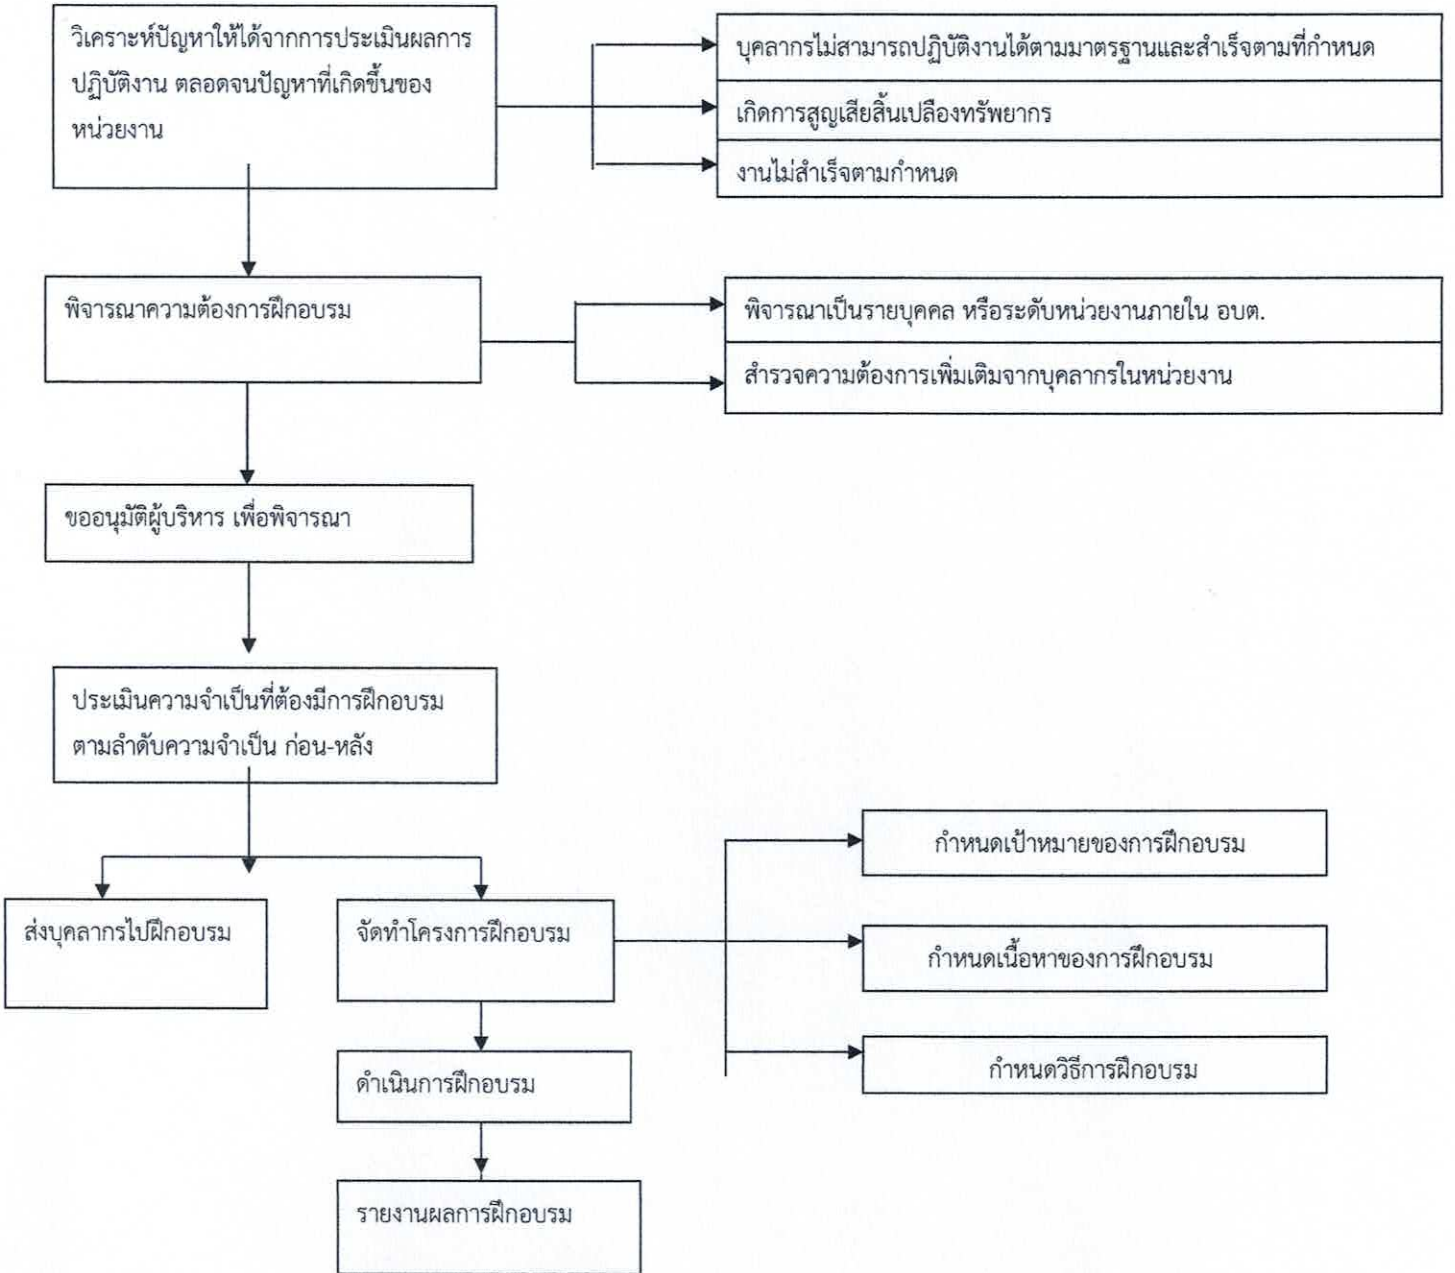 วิเคราะห์ปัญหาให้ได้จากการประเมินผลการ
ปฏิบัติงาน ตลอดจนปัญหาที่เกิดขึ้นของ
หน่วยงาน
บุคลากรไม่สามารถปฏิบัติงานได้ตามมาตรฐานและสำเร็จตามที่กำหนด
เกิดการสูญเสียสิ้นเปลืองทรัพยากร
งานไม่สำเร็จตามกำหนด
พิจารณาความต้องการฝึกอบรม
พิจารณาเป็นรายบุคคล หรือระดับหน่วยงานภายใน อบต.
สำรวจความต้องการเพิ่มเติมจากบุคลากรในหน่วยงาน
ขออนุมัติผู้บริหาร เพื่อพิจารณา
ประเมินความจำเป็นที่ต้องมีการฝึกอบรม
ตามลำดับความจำเป็น ก่อน-หลัง
ส่งบุคลากรไปฝึกอบรม
จัดทำโครงการฝึกอบรม
กำหนดเป้าหมายของการฝึกอบรม
กำหนดเนื้อหาของการฝึกอบรม
กำหนดวิธีการฝึกอบรม
ดำเนินการฝึกอบรม
รายงานผลการฝึกอบรม